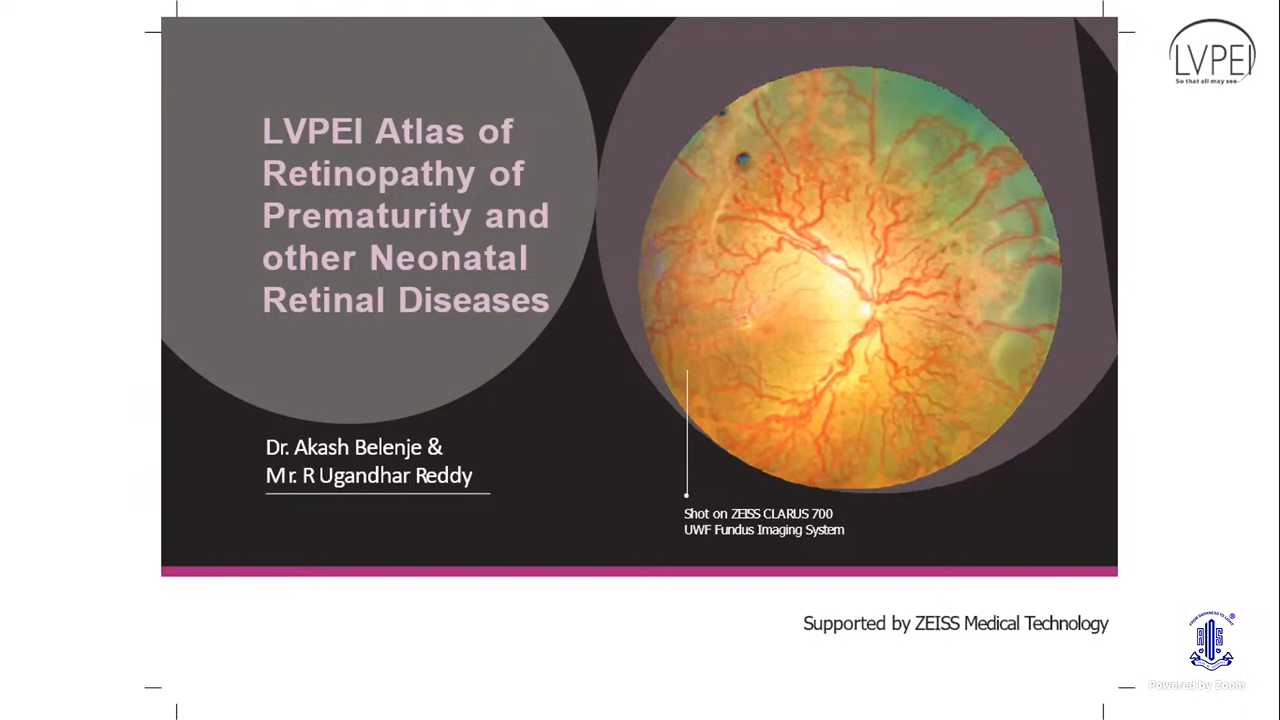 LVPEI Atlas of
Retinopathy of
Prematurity and
other Neonatal
Retinal Diseases
Dr. Akash Belenje &
Mr. R Ugandhar Reddy
Shot on ZEISS CLARUS 700
UWF Fundus Imaging System
Supported by ZEISS Medical Technology
LVPEI
So that all may see
Powered by Zoom